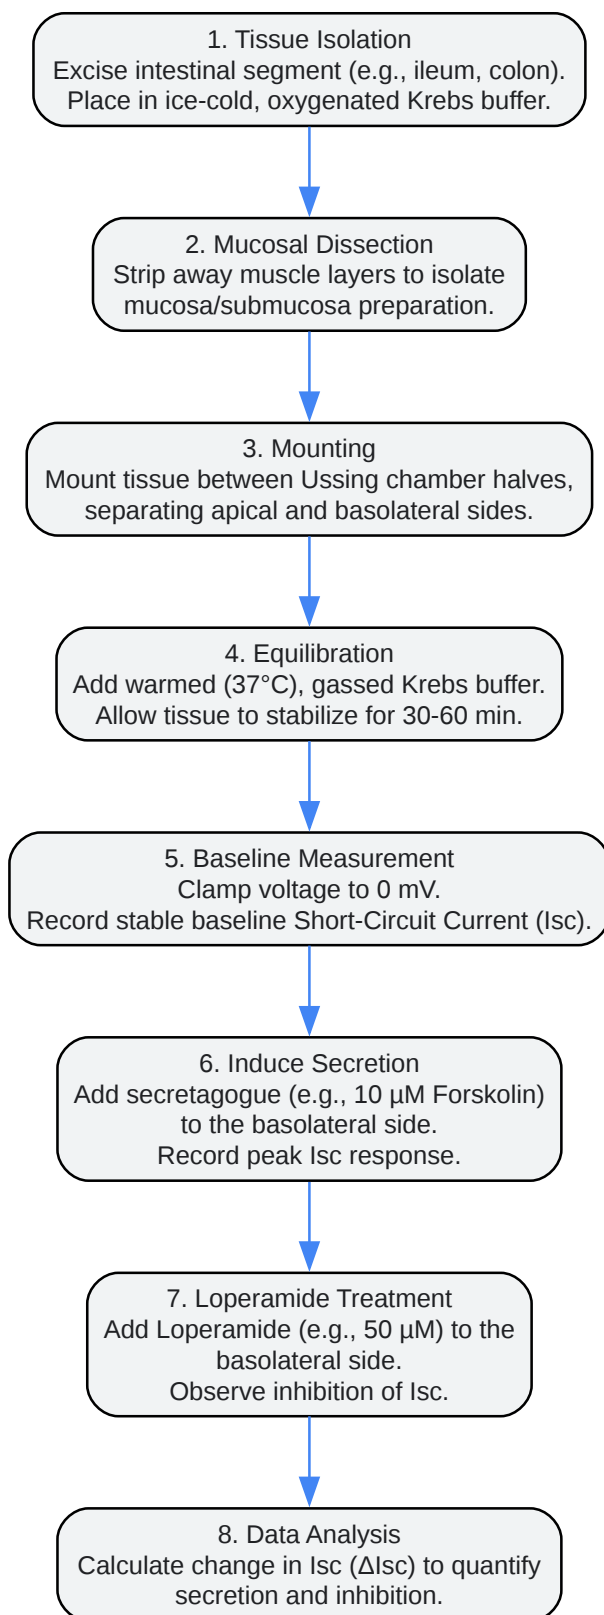 1. Tissue Isolation
Excise intestinal segment (e.g., ileum, colon).
Place in ice-cold, oxygenated Krebs buffer.
2. Mucosal Dissection
Strip away muscle layers to isolate
mucosa/submucosa preparation.
3. Mounting
Mount tissue between Ussing chamber halves,
separating apical and basolateral sides.
4. Equilibration
Add warmed (37°C), gassed Krebs buffer.
Allow tissue to stabilize for 30-60 min.
5. Baseline Measurement
Clamp voltage to 0 mV.
Record stable baseline Short-Circuit Current (Isc).
6. Induce Secretion
Add secretagogue (e.g., 10 µM Forskolin)
to the basolateral side.
Record peak Isc response.
7. Loperamide Treatment
Add Loperamide (e.g., 50 µM) to the
basolateral side.
Observe inhibition of Isc.
8. Data Analysis
Calculate change in Isc (ΔIsc) to quantify
secretion and inhibition.